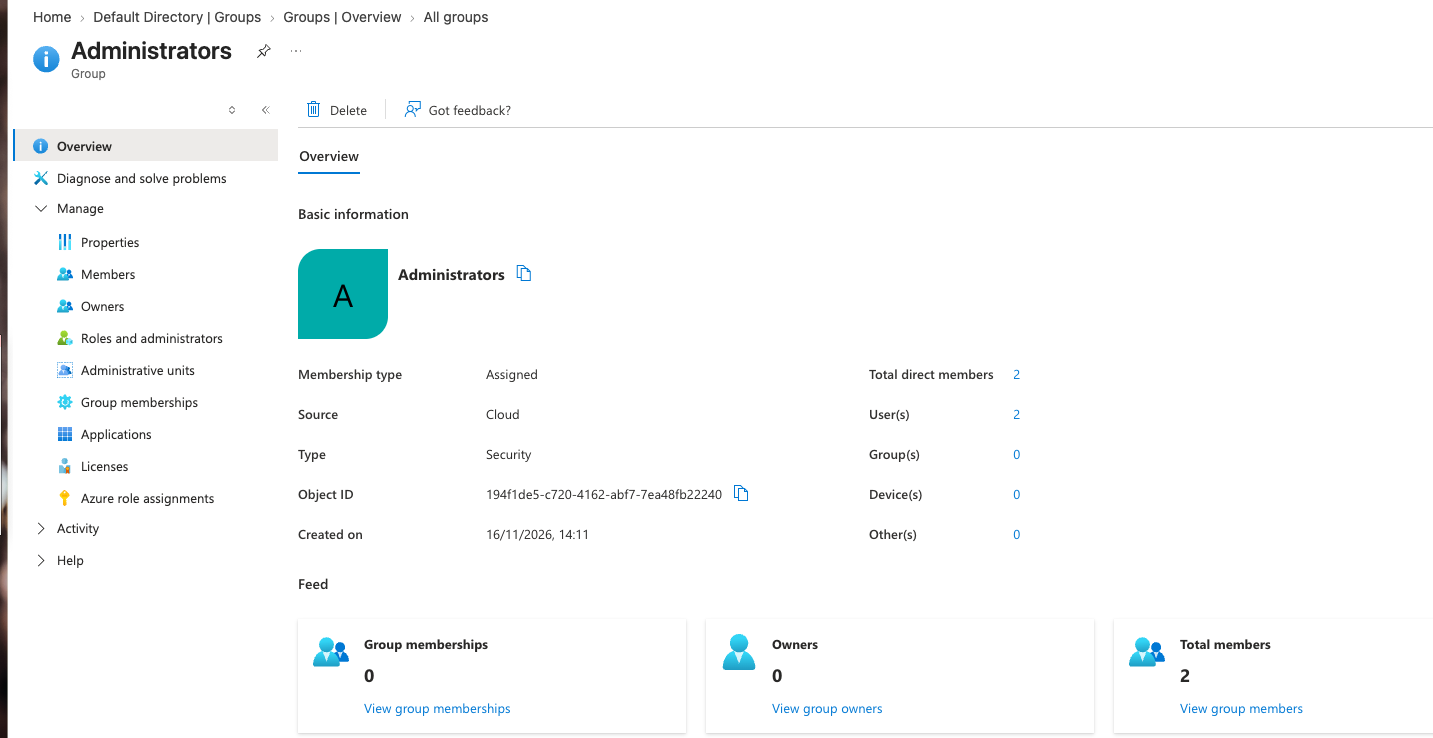 Home > Default Directory | Groups > Groups | Overview > All groups
Administrators
Group
Delete
Got feedback?
Overview
Diagnose and solve problems
Manage
Properties
Members
Owners
Roles and administrators
Administrative units
Group memberships
Applications
Licenses
Azure role assignments
Activity
Help
Overview
Basic information
A
Administrators
Membership type Assigned Total direct members 2
Source Cloud User(s) 2
Type Security Group(s) 0
Object ID 194f1de5-c720-4162-abf7-7ea48fb22240 Device(s) 0
Created on 16/11/2026, 14:11 Other(s) 0
Feed
Group memberships
0
View group memberships
Owners
0
View group owners
Total members
2
View group members